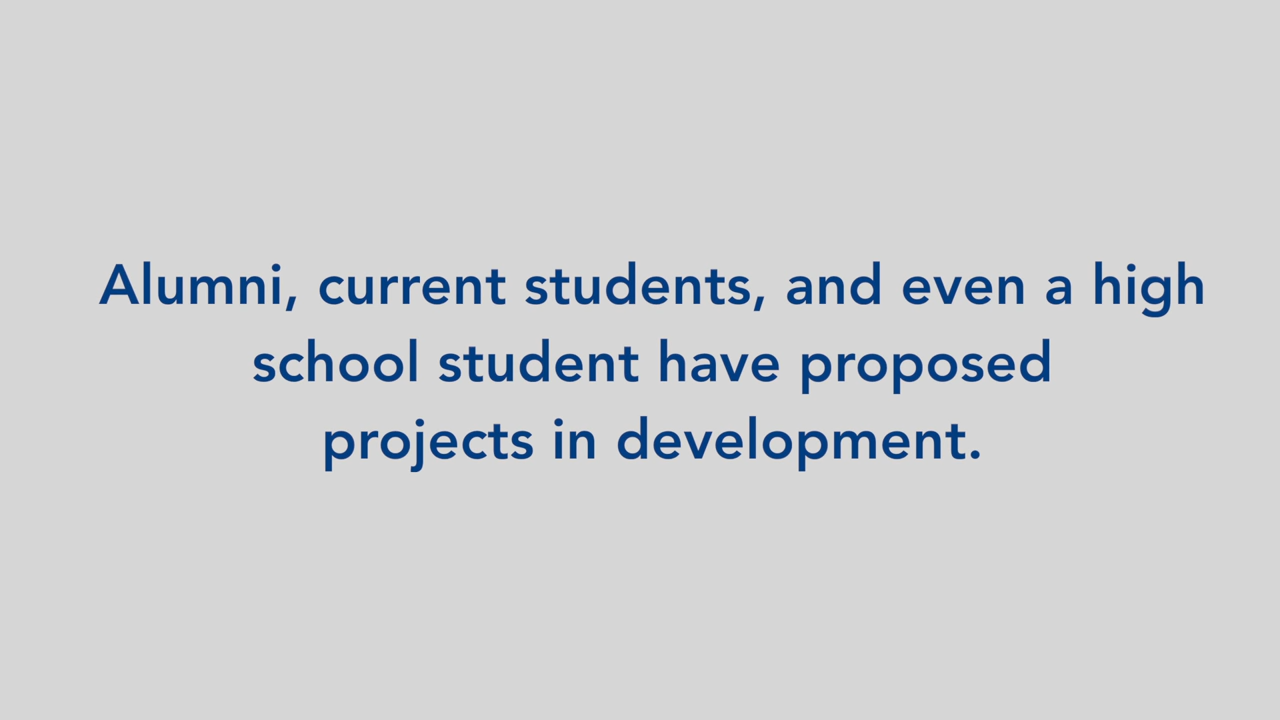 Alumni, current students, and even a high
school student have proposed
projects in development.